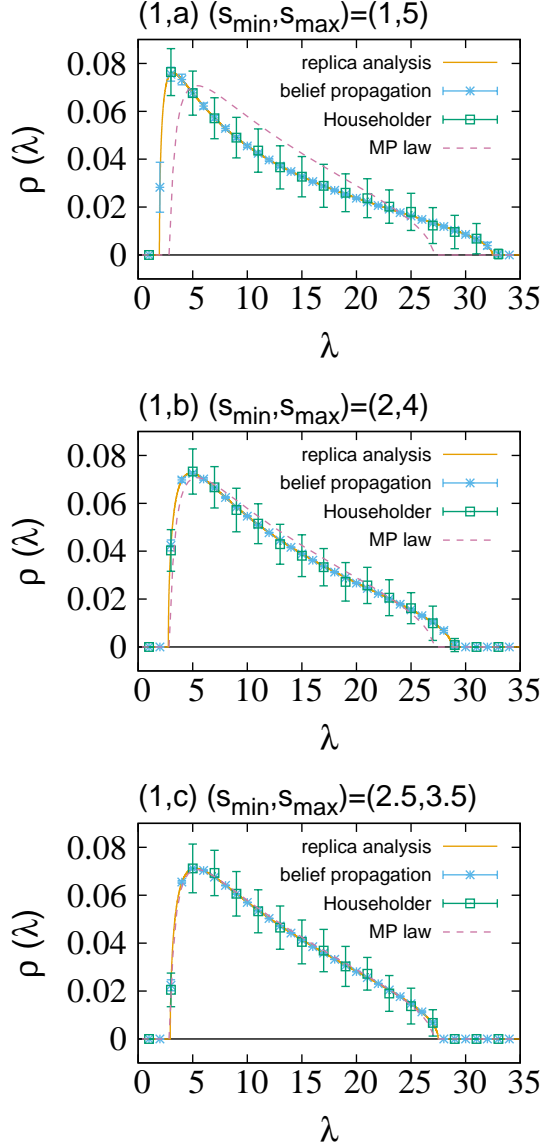 (1,a) (s_min,s_max)=(1,5)
replica analysis
belief propagation
Householder
MP law
ρ (λ)
0.08
0.06
0.04
0.02
0
0 5 10 15 20 25 30 35
λ
(1,b) (s_min,s_max)=(2,4)
replica analysis
belief propagation
Householder
MP law
ρ (λ)
0.08
0.06
0.04
0.02
0
0 5 10 15 20 25 30 35
λ
(1,c) (s_min,s_max)=(2.5,3.5)
replica analysis
belief propagation
Householder
MP law
ρ (λ)
0.08
0.06
0.04
0.02
0
0 5 10 15 20 25 30 35
λ